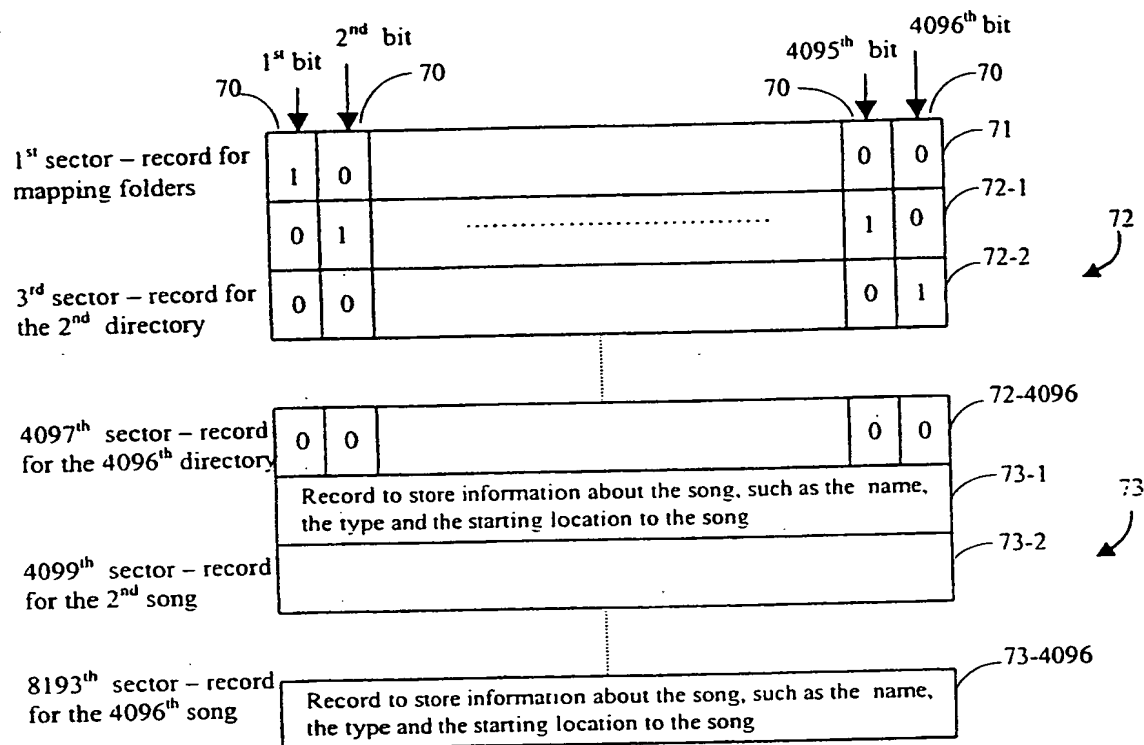 4096th bit
2nd bit
4095th bit
1st bit
70
70
70
70
71
1st sector – record for
mapping folders
1 0 0 0
72-1
0 1 ................................ 1 0
72
72-2
3rd sector – record for
the 2nd directory
0 0 0 1
72-4096
4097th sector – record
for the 4096th directory
0 0 0 0
73-1
Record to store information about the song, such as the name,
the type and the starting location to the song
73
73-2
4099th sector – record
for the 2nd song
73-4096
8193th sector – record
for the 4096th song
Record to store information about the song, such as the name,
the type and the starting location to the song